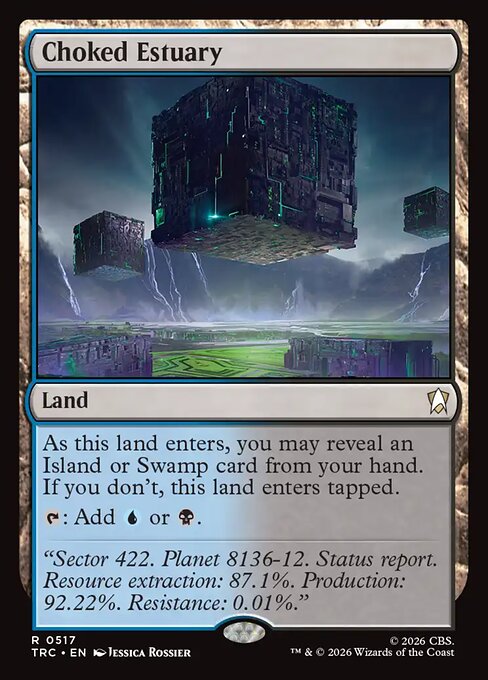 Choked Estuary
Land
As this land enters, you may reveal an
Island or Swamp card from your hand.
If you don't, this land enters tapped.
: Add or .
“Sector 422. Planet 8136-12. Status report.
Resource extraction: 87.1%. Production:
92.22%. Resistance: 0.01%.”
R 0517
TRC • EN Jessica Rossier
© 2026 CBS.
™ & © 2026 Wizards of the Coast